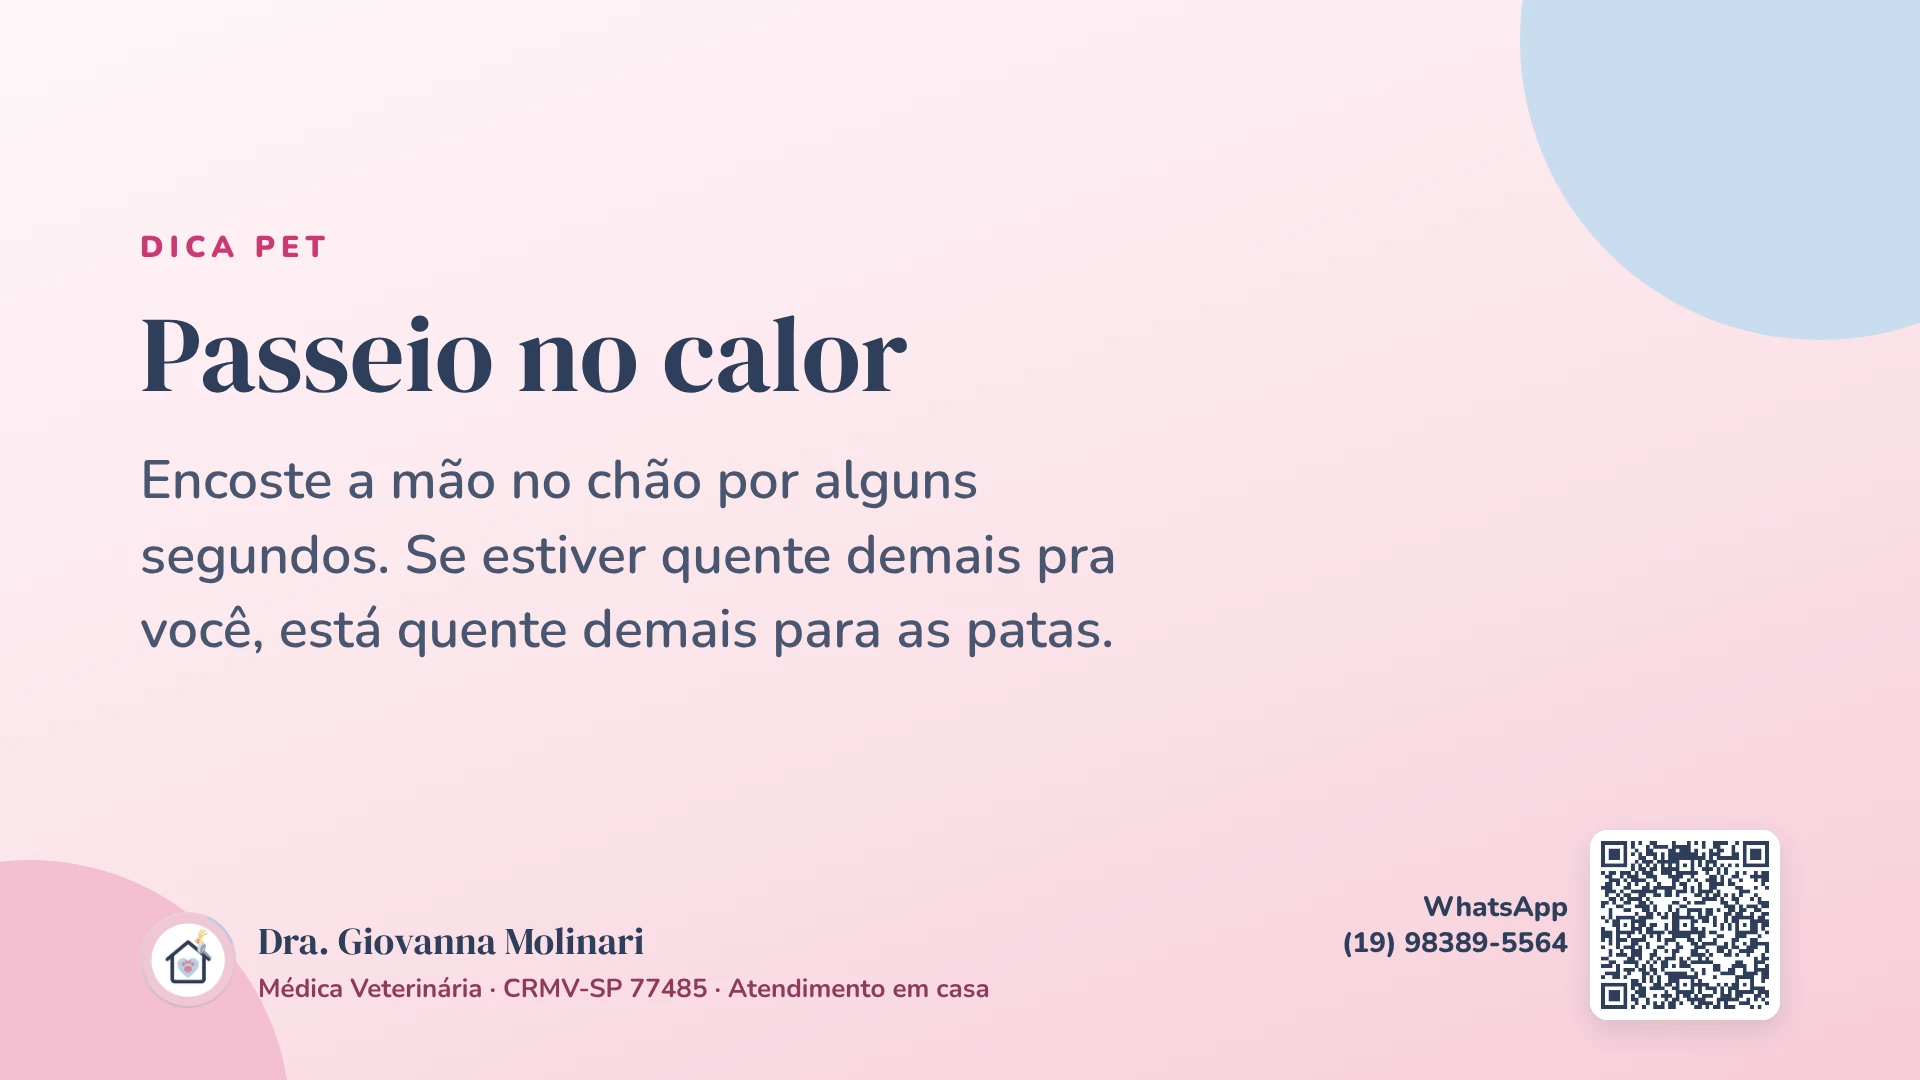 DICA PET
Passeio no calor
Encoste a mão no chão por alguns
segundos. Se estiver quente demais pra
você, está quente demais para as patas.
Dra. Giovanna Molinari
Médica Veterinária · CRMV-SP 77485 · Atendimento em casa
WhatsApp
(19) 98389-5564